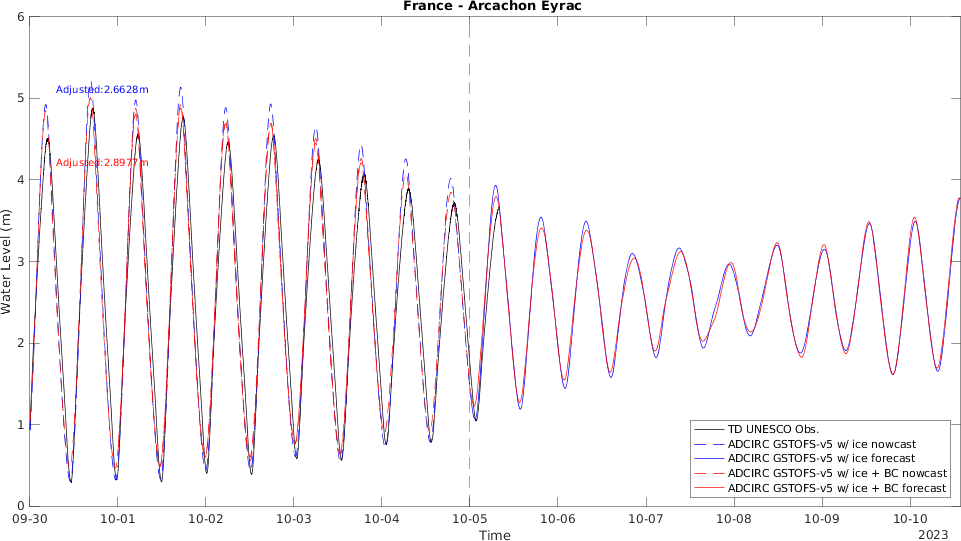 France - Arcachon Eyrac
Water Level (m)
6
5
4
3
2
1
0
Adjusted:2.6628m
Adjusted:2.8977m
TD UNESCO Obs.
ADCIRC GSTOFS-v5 w/ ice nowcast
ADCIRC GSTOFS-v5 w/ ice forecast
ADCIRC GSTOFS-v5 w/ ice + BC nowcast
ADCIRC GSTOFS-v5 w/ ice + BC forecast
09-30 10-01 10-02 10-03 10-04 10-05 10-06 10-07 10-08 10-09 10-10
Time
2023